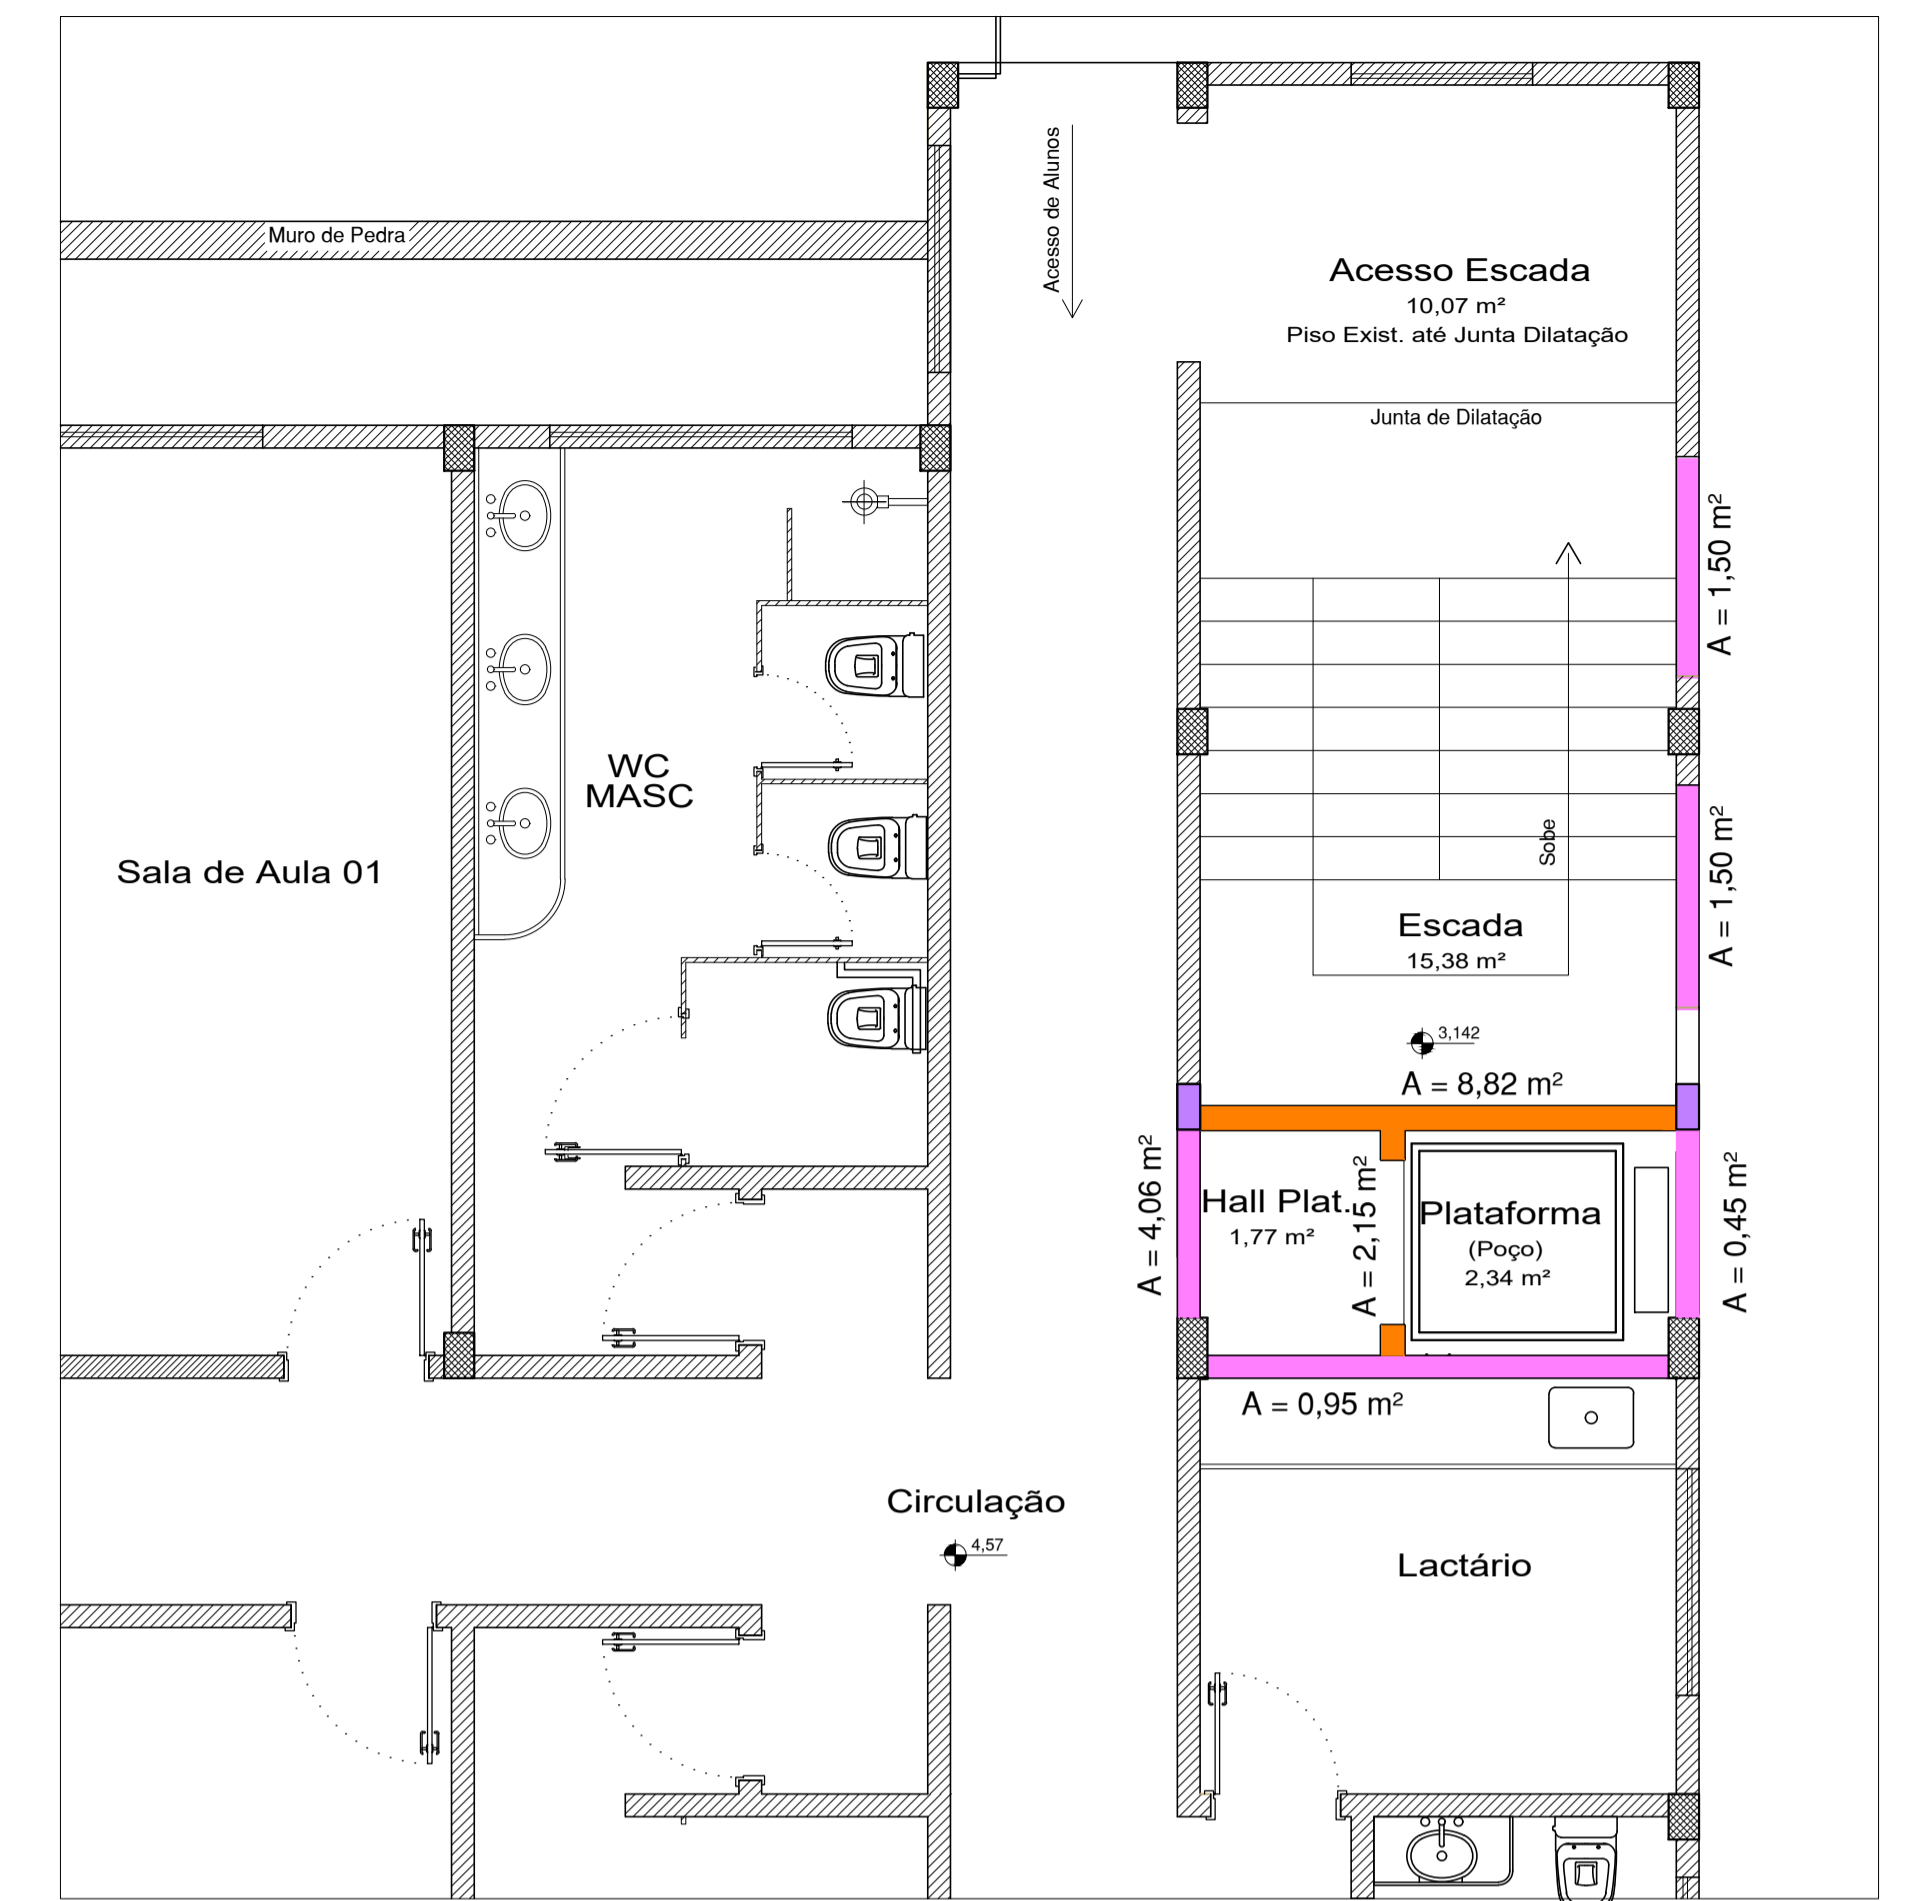 Muro de Pedra
Acesso de Alunos
Acesso Escada
10,07 m²
Piso Exist. até Junta Dilatação
Junta de Dilatação
A = 1,50 m²
WC
MASC
Sala de Aula 01
Sobe
A = 1,50 m²
Escada
15,38 m²
3,142
A = 8,82 m²
A = 4,06 m²
Hall Plat.
1,77 m²
A = 2,15 m²
Plataforma
(Poço)
2,34 m²
A = 0,45 m²
A = 0,95 m²
Circulação
4,57
Lactário